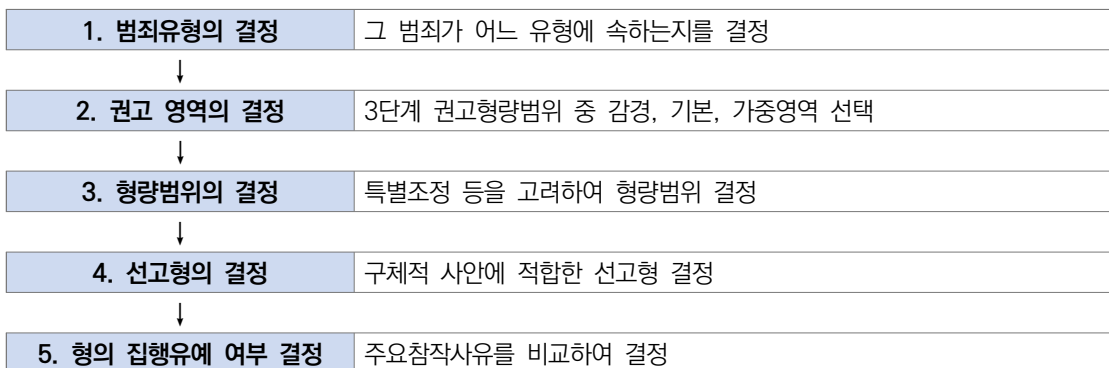 1. 범죄유형의 결정 그 범죄가 어느 유형에 속하는지를 결정
↓
2. 권고 영역의 결정 3단계 권고형량범위 중 감경, 기본, 가중영역 선택
↓
3. 형량범위의 결정 특별조정 등을 고려하여 형량범위 결정
↓
4. 선고형의 결정 구체적 사안에 적합한 선고형 결정
↓
5. 형의 집행유예 여부 결정 주요참작사유를 비교하여 결정